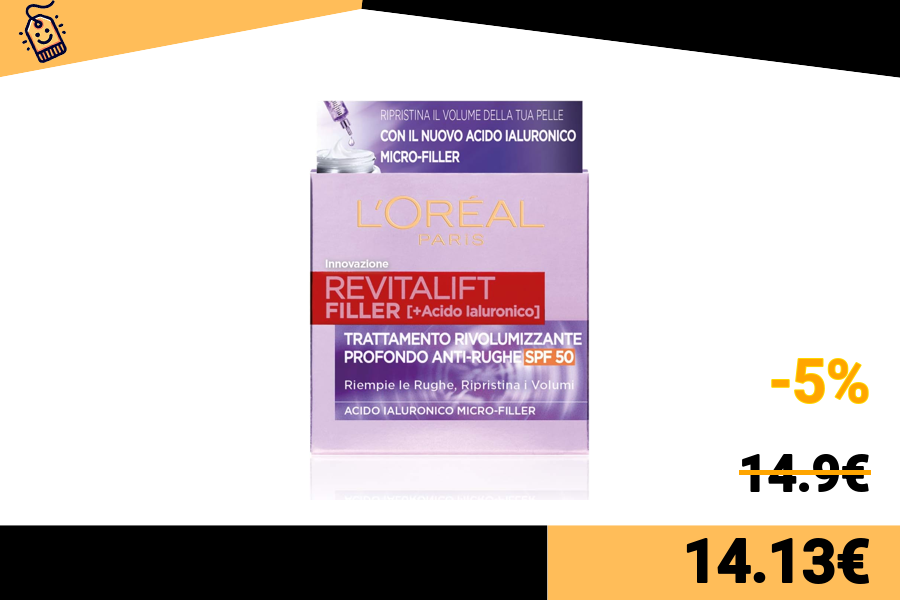 RIPRISTINA IL VOLUME DELLA TUA PELLE
CON IL NUOVO ACIDO IALURONICO
MICRO-FILLER
L'ORÉAL
PARIS
Innovazione
REVITALIFT
FILLER [+Acido Ialuronico]
TRATTAMENTO RIVOLUMIZZANTE
PROFONDO ANTI-RUGHE SPF 50
Riempie le Rughe, Ripristina i Volumi
ACIDO IALURONICO MICRO-FILLER
-5%
14.9€
14.13€